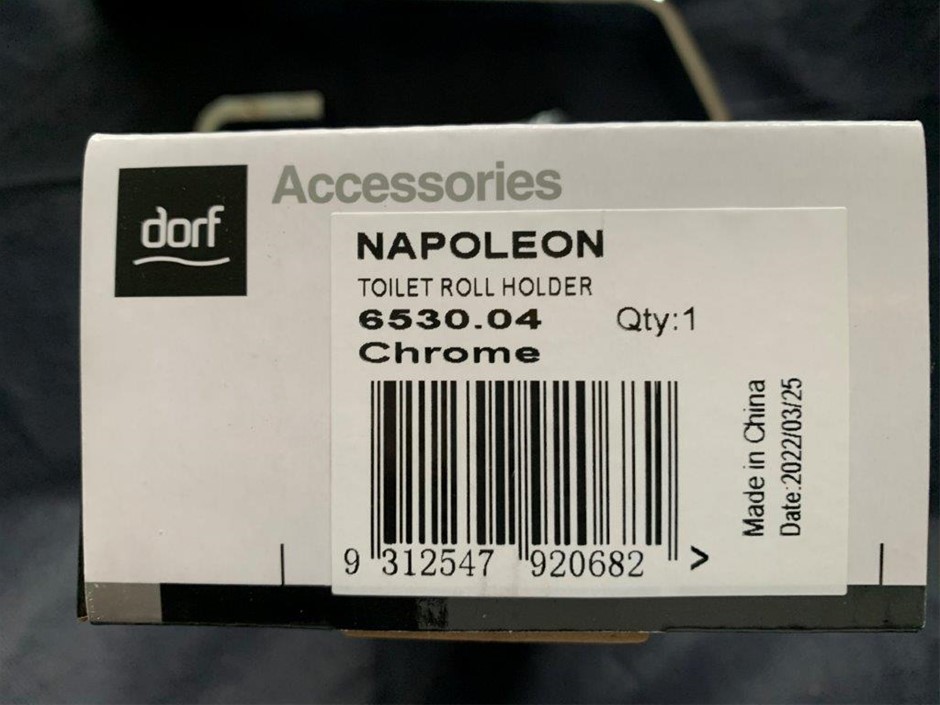 dorf
Accessories
NAPOLEON
TOILET ROLL HOLDER
6530.04 Qty:1
Chrome
9 312547 920682 >
Made in China
Date:2022/03/25